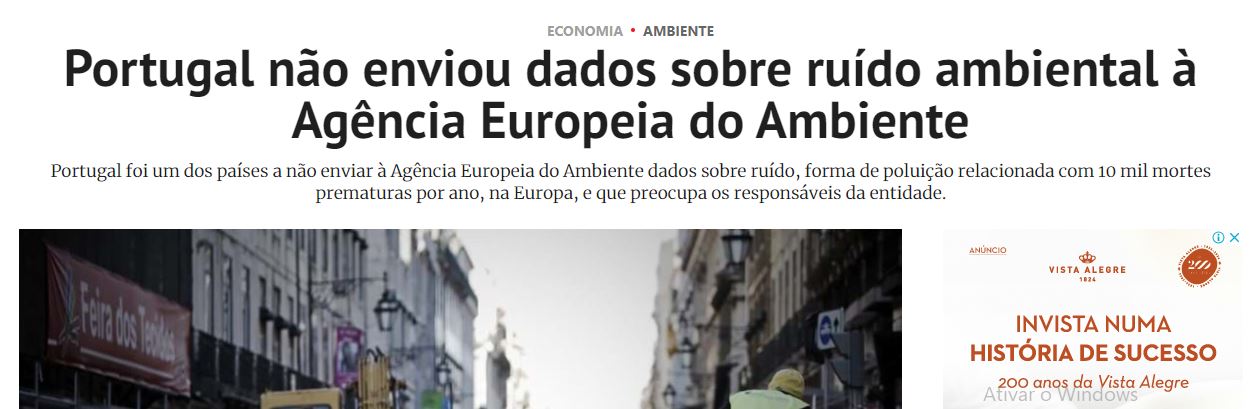 ECONOMIA • AMBIENTE
Portugal não enviou dados sobre ruído ambiental à
Agência Europeia do Ambiente
Portugal foi um dos países a não enviar à Agência Europeia do Ambiente dados sobre ruído, forma de poluição relacionada com 10 mil mortes
prematuras por ano, na Europa, e que preocupa os responsáveis da entidade.
Feira dos Tecidos
ANÚNCIO
VISTA ALEGRE
1824
200
INVISTA NUMA
HISTÓRIA DE SUCESSO
200 anos da Vista Alegre
Ativar o Windows